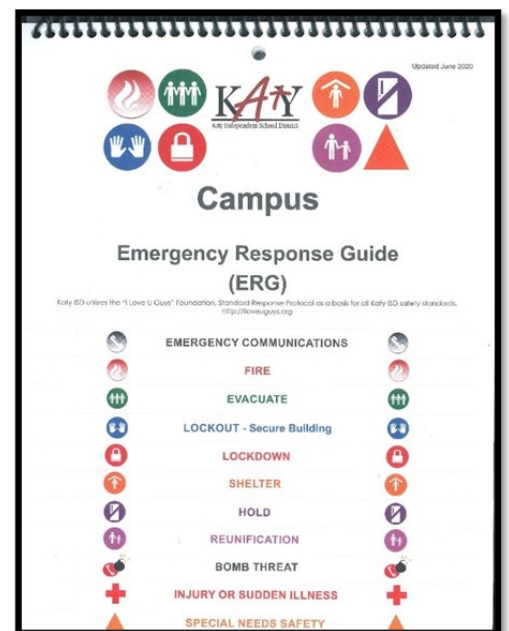 Updated June 2020
KATY
Katy Independent School District
Campus
Emergency Response Guide
(ERG)
Katy ISD utilizes the "I Love U Guys" Foundation, Standard Response Protocol as a basis for all Katy ISD safety standards.
http://iloveuguys.org
EMERGENCY COMMUNICATIONS
FIRE
EVACUATE
LOCKOUT - Secure Building
LOCKDOWN
SHELTER
HOLD
REUNIFICATION
BOMB THREAT
INJURY OR SUDDEN ILLNESS
SPECIAL NEEDS SAFETY